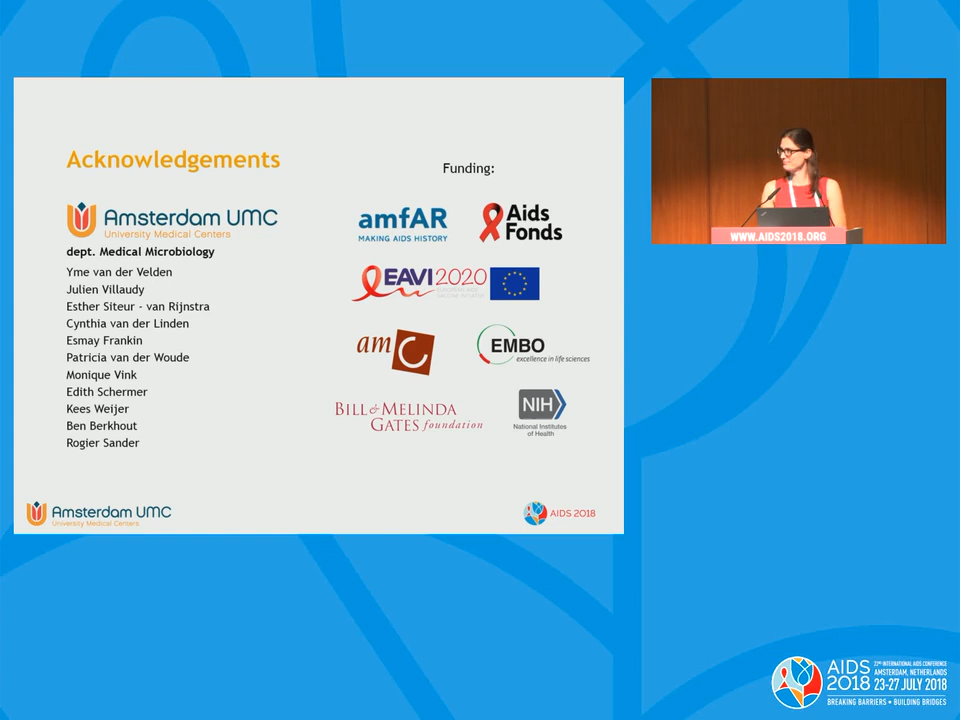 Acknowledgements
Funding:
Amsterdam UMC
University Medical Centers
dept. Medical Microbiology
Yme van der Velden
Julien Villaudy
Esther Siteur - van Rijnstra
Cynthia van der Linden
Esmay Frankin
Patricia van der Woude
Monique Vink
Edith Schermer
Kees Weijer
Ben Berkhout
Rogier Sander
amfAR
MAKING AIDS HISTORY
Aids
Fonds
EAVI2020
EUROPEAN AIDS
VACCINE INITIATIVE
amC
EMBO
excellence in life sciences
BILL & MELINDA
GATES foundation
NIH
National Institutes
of Health
Amsterdam UMC
University Medical Centers
AIDS 2018
WWW.AIDS2018.ORG
AIDS
2018
22ND INTERNATIONAL AIDS CONFERENCE
AMSTERDAM, NETHERLANDS
23-27 JULY 2018
BREAKING BARRIERS • BUILDING BRIDGES